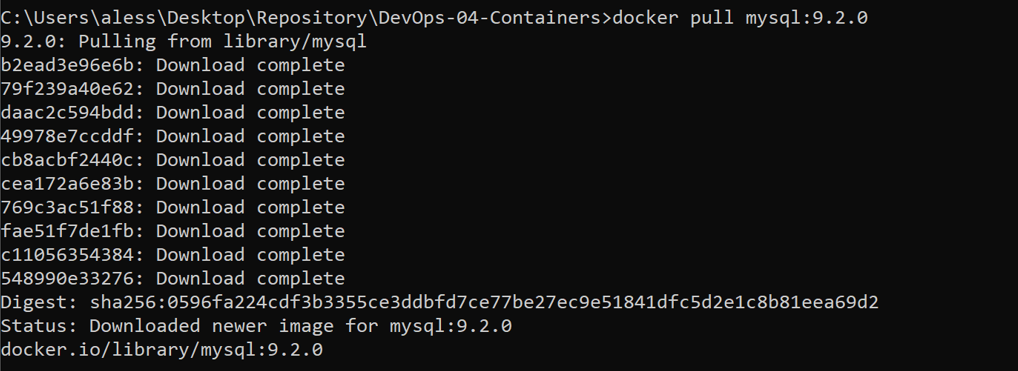 C:\Users\aless\Desktop\Repository\DevOps-04-Containers>docker pull mysql:9.2.0
9.2.0: Pulling from library/mysql
b2ead3e96e6b: Download complete
79f239a40e62: Download complete
daac2c594bdd: Download complete
49978e7ccddf: Download complete
cb8acbf2440c: Download complete
cea172a6e83b: Download complete
769c3ac51f88: Download complete
fae51f7de1fb: Download complete
c11056354384: Download complete
548990e33276: Download complete
Digest: sha256:0596fa224cdf3b3355ce3ddbfd7ce77be27ec9e51841dfc5d2e1c8b81eea69d2
Status: Downloaded newer image for mysql:9.2.0
docker.io/library/mysql:9.2.0